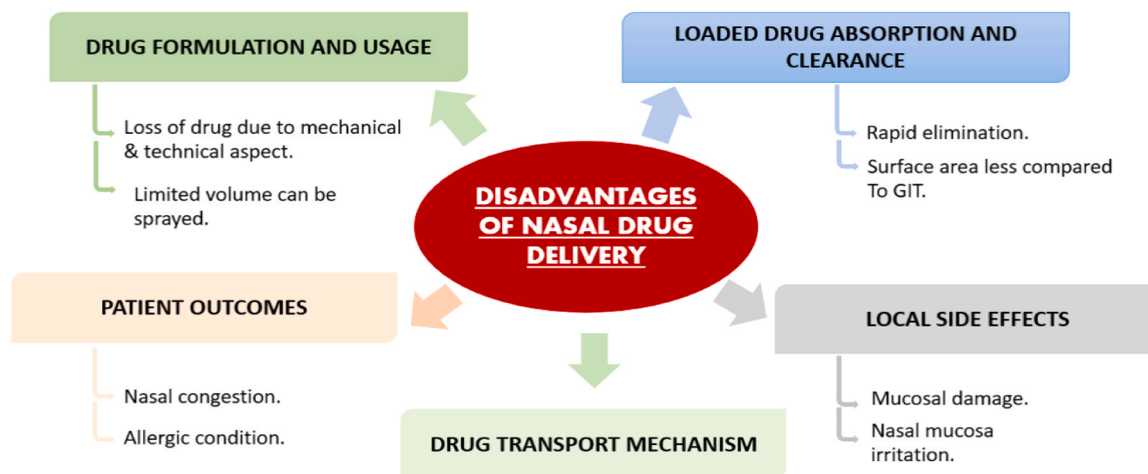 DRUG FORMULATION AND USAGE
Loss of drug due to mechanical
& technical aspect.
Limited volume can be
sprayed.
LOADED DRUG ABSORPTION AND
CLEARANCE
Rapid elimination.
Surface area less compared
To GIT.
DISADVANTAGES
OF NASAL DRUG
DELIVERY
PATIENT OUTCOMES
Nasal congestion.
Allergic condition.
LOCAL SIDE EFFECTS
Mucosal damage.
Nasal mucosa
irritation.
DRUG TRANSPORT MECHANISM